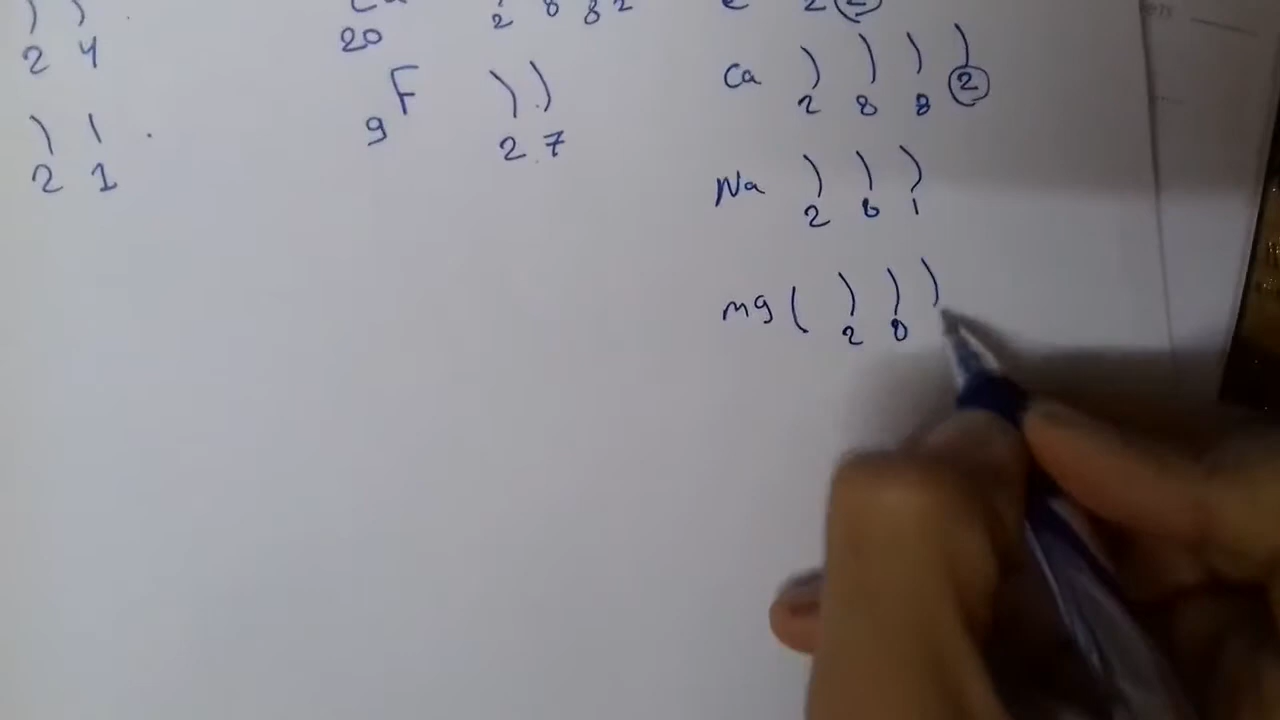 2 4
2 1
20
2 8 8 2
9 F ) )
2 7
Ca ) ) ) )
2 8 8 2
Na ) ) )
2 8 1
mg ( ) ) )
2 8